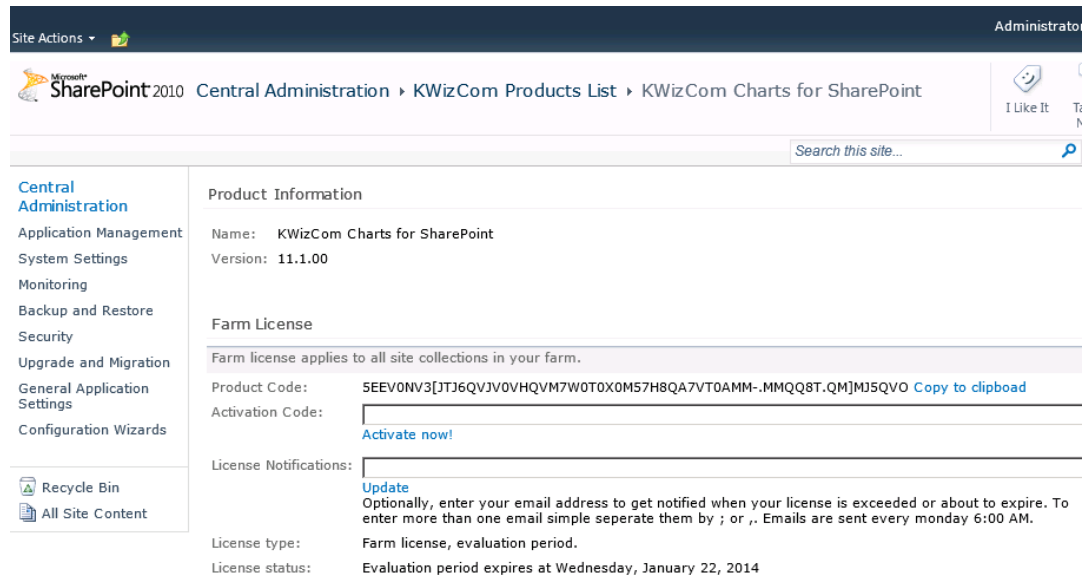 Administrator
Site Actions
Microsoft
SharePoint 2010 Central Administration KWizCom Products List KWizCom Charts for SharePoint
I Like It
Search this site...
Central
Administration
Application Management
System Settings
Monitoring
Backup and Restore
Security
Upgrade and Migration
General Application
Settings
Configuration Wizards
Recycle Bin
All Site Content
Product Information
Name: KWizCom Charts for SharePoint
Version: 11.1.00
Farm License
Farm license applies to all site collections in your farm.
Product Code: 5EEV0NV3[JTJ6QVJV0VHQVM7W0T0X0M57H8QA7VT0AMM-.MMQQ8T.QM]MJ5QVO Copy to clipboad
Activation Code:
Activate now!
License Notifications:
Update
Optionally, enter your email address to get notified when your license is exceeded or about to expire. To
enter more than one email simple seperate them by ; or ,. Emails are sent every monday 6:00 AM.
License type: Farm license, evaluation period.
License status: Evaluation period expires at Wednesday, January 22, 2014